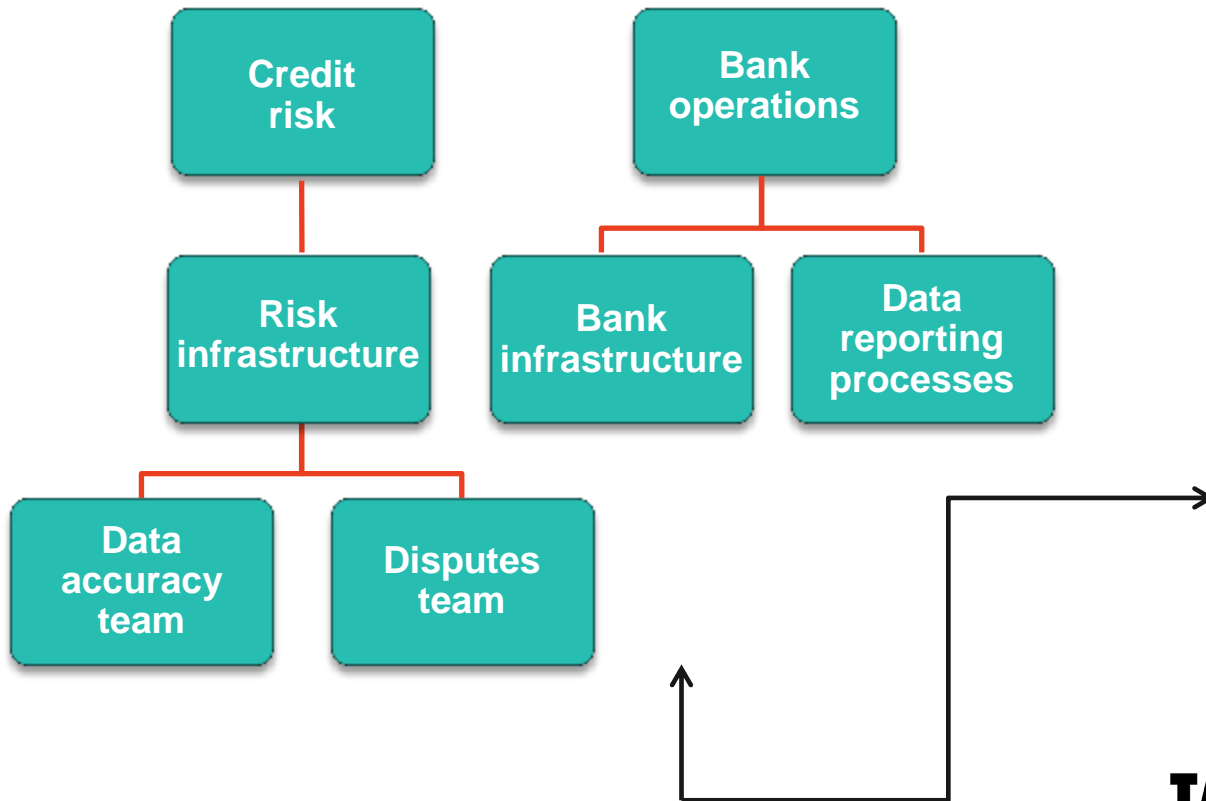 Credit
risk
Bank
operations
Risk
infrastructure
Bank
infrastructure
Data
reporting
processes
Data
accuracy
team
Disputes
team